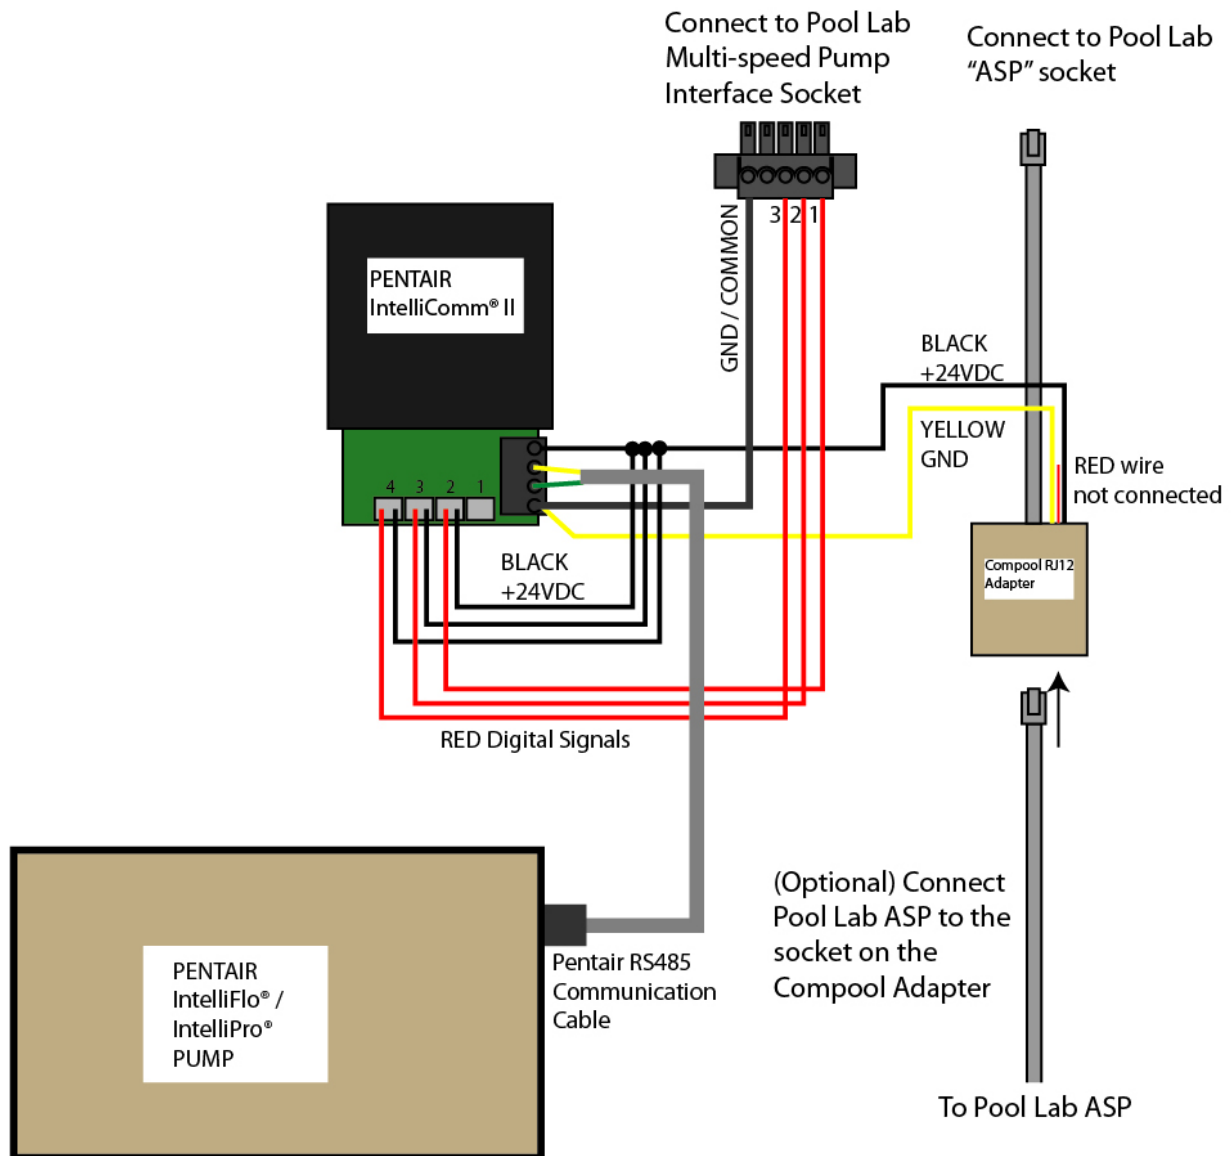 Connect to Pool Lab
Multi-speed Pump
Interface Socket
Connect to Pool Lab
“ASP” socket
3 2 1
GND / COMMON
PENTAIR
IntelliComm® II
BLACK
+24VDC
YELLOW
GND
RED wire
not connected
4 3 2 1
BLACK
+24VDC
Compool RJ12
Adapter
RED Digital Signals
(Optional) Connect
Pool Lab ASP to the
socket on the
Compool Adapter
Pentair RS485
Communication
Cable
PENTAIR
IntelliFlo® /
IntelliPro®
PUMP
To Pool Lab ASP